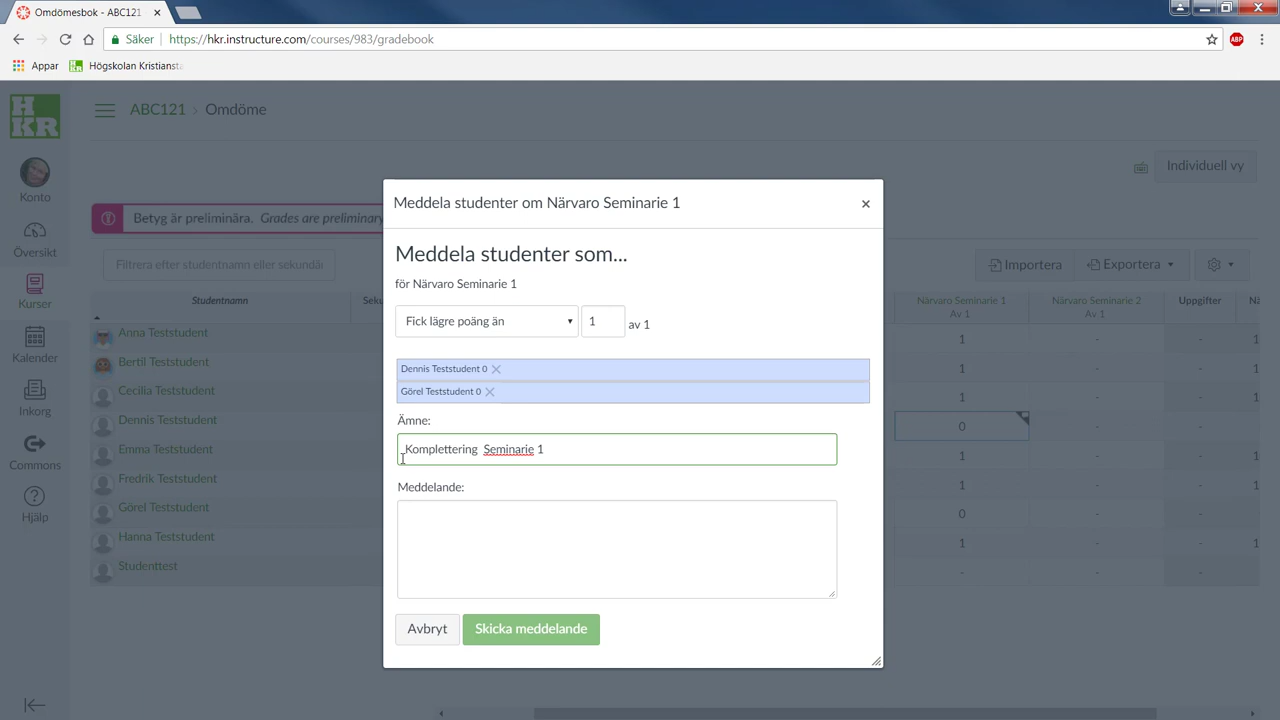 Omdömesbok - ABC121
Säker
https://hkr.instructure.com/courses/983/gradebook
ABP
Appar
Högskolan Kristiansta
HKR
ABC121 › Omdöme
Konto
Översikt
Kurser
Kalender
Inkorg
Commons
Hjälp
Individuell vy
Betyg är preliminära. Grades are preliminary
Filtrera efter studentnamn eller sekundär
Importera
Exportera
Studentnamn
Seku
Närvaro Seminarie 1
Av 1
Närvaro Seminarie 2
Av 1
Uppgifter
Nä
Anna Teststudent 1 - - 1
Bertil Teststudent 1 - - 1
Cecilia Teststudent 1 - - 1
Dennis Teststudent 0 - -
Emma Teststudent 1 - - 1
Fredrik Teststudent 1 - - 1
Görel Teststudent 0 - -
Hanna Teststudent 1 - - 1
Studenttest - - -
Meddela studenter om Närvaro Seminarie 1
×
Meddela studenter som...
för Närvaro Seminarie 1
Fick lägre poäng än 1 av 1
Dennis Teststudent 0
Görel Teststudent 0
Ämne:
Komplettering Seminarie 1
Meddelande:
Avbryt
Skicka meddelande